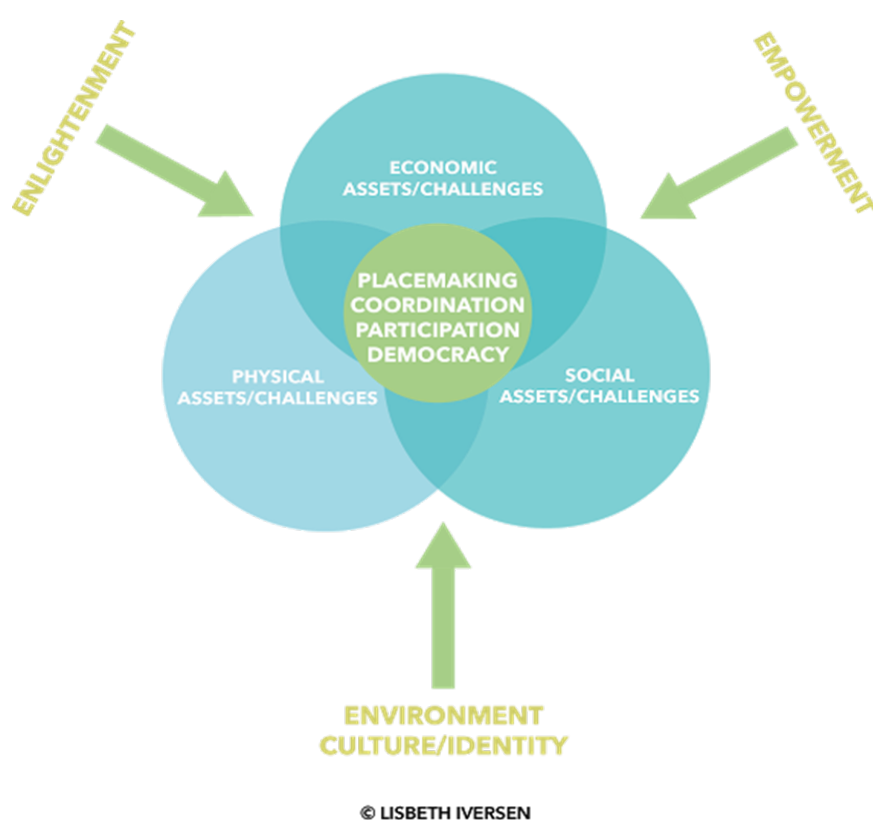 ENLIGHTENMENT
EMPOWERMENT
ECONOMIC
ASSETS/CHALLENGES
PLACEMAKING
COORDINATION
PARTICIPATION
DEMOCRACY
PHYSICAL
ASSETS/CHALLENGES
SOCIAL
ASSETS/CHALLENGES
ENVIRONMENT
CULTURE/IDENTITY
© LISBETH IVERSEN